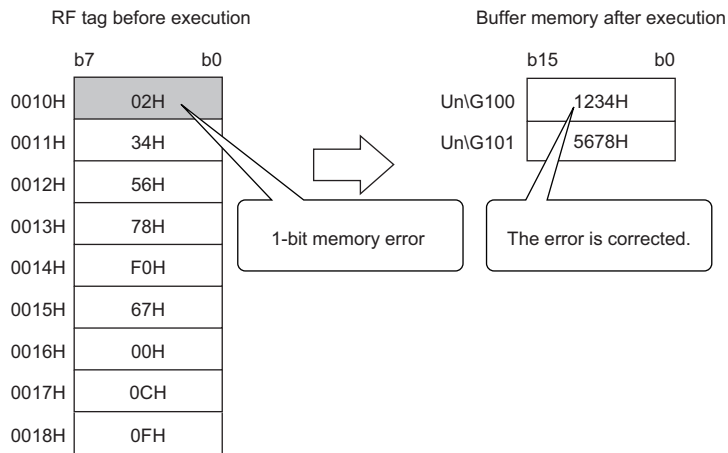 RF tag before execution
b7 b0
0010H 02H
0011H 34H
0012H 56H
0013H 78H
0014H F0H
0015H 67H
0016H 00H
0017H 0CH
0018H 0FH
1-bit memory error
Buffer memory after execution
b15 b0
Un\G100 1234H
Un\G101 5678H
The error is corrected.